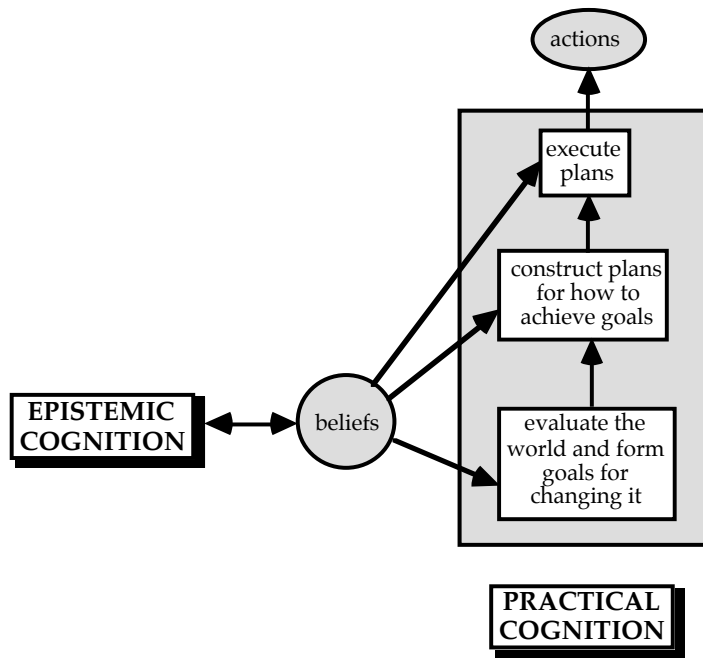 actions
execute
plans
construct plans
for how to
achieve goals
EPISTEMIC
COGNITION
beliefs
evaluate the
world and form
goals for
changing it
PRACTICAL
COGNITION